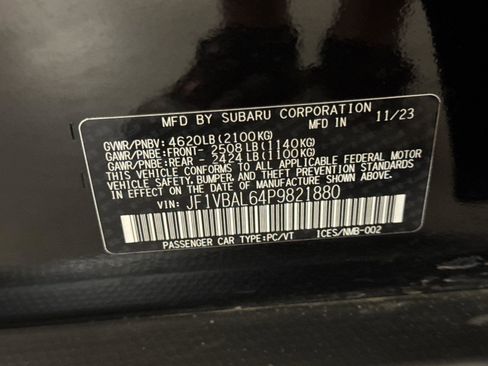 MFD BY SUBARU CORPORATION
MFD IN 11/23
GVWR/PNBV: 4620LB(2100KG)
GAWR/PNBE:FRONT- 2508LB(1140KG)
GAWR/PNBE:REAR - 2424LB(1100KG)
THIS VEHICLE CONFORMS TO ALL APPLICABLE FEDERAL MOTOR
VEHICLE SAFETY, BUMPER, AND THEFT PREVENTION STANDARDS
IN EFFECT ON THE DATE OF MANUFACTURE SHOWN ABOVE.
VIN: JF1VBAL64P9821880
PASSENGER CAR TYPE:PC/VT ICES/NMB-002